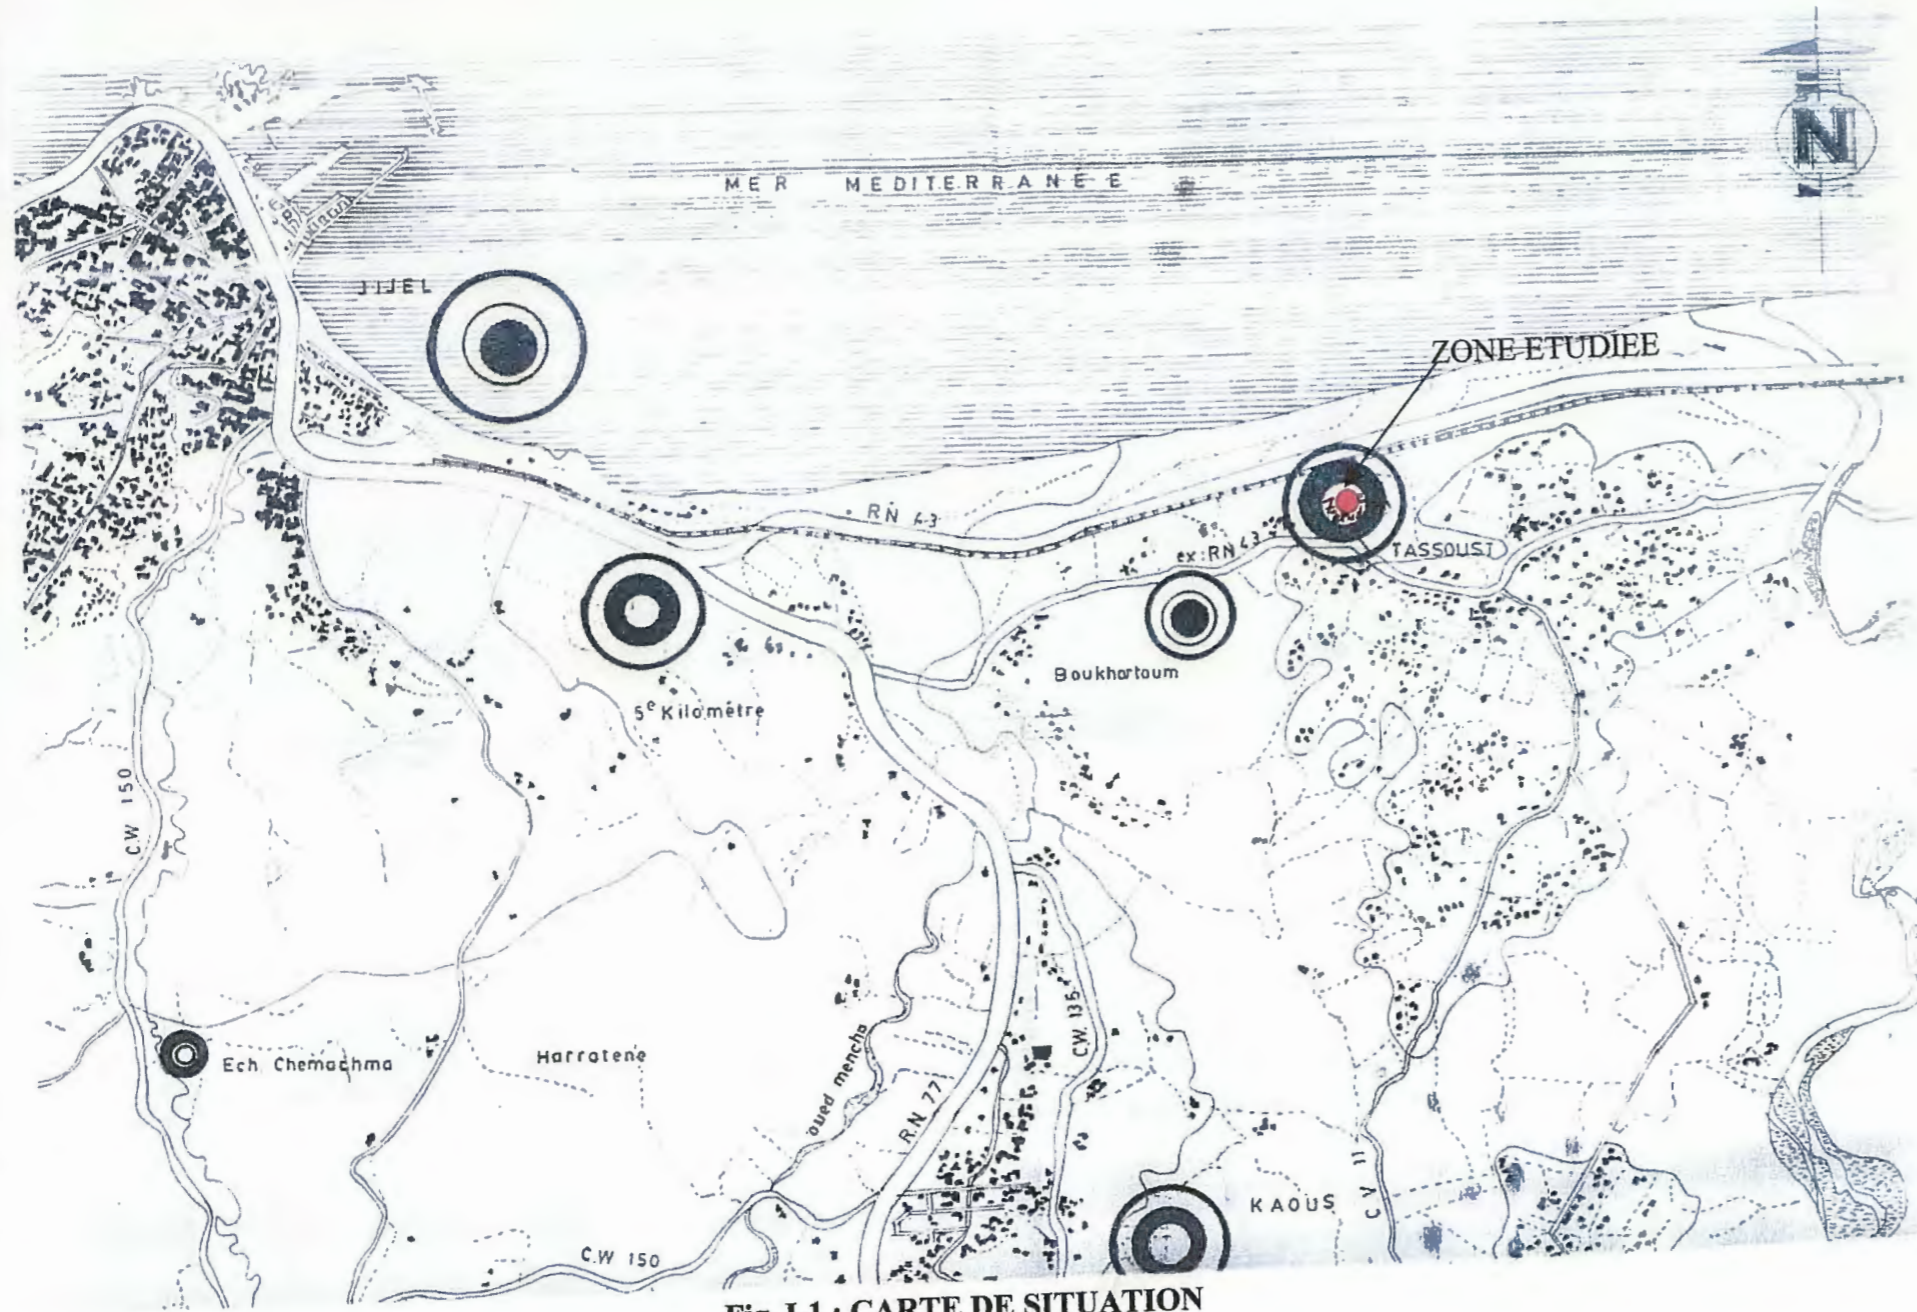 N
MER MEDITERRANEE
JIJEL
ZONE ETUDIEE
RN 43
ex: RN 43
TASSOUST
Boukhartoum
5e Kilomètre
C.W 150
Ech Chemachma
Harratene
oued mencha
R.N 77
C.W. 135
KAOUS
C.V 11
C.W 150
Fig. I.1 : CARTE DE SITUATION